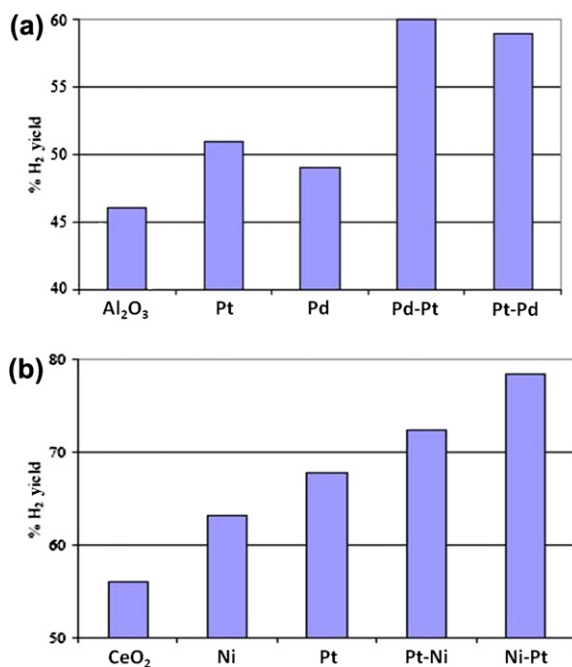 (a)
% H₂ yield
60
55
50
45
40
Al₂O₃ Pt Pd Pd-Pt Pt-Pd
(b)
% H₂ yield
80
70
60
50
CeO₂ Ni Pt Pt-Ni Ni-Pt